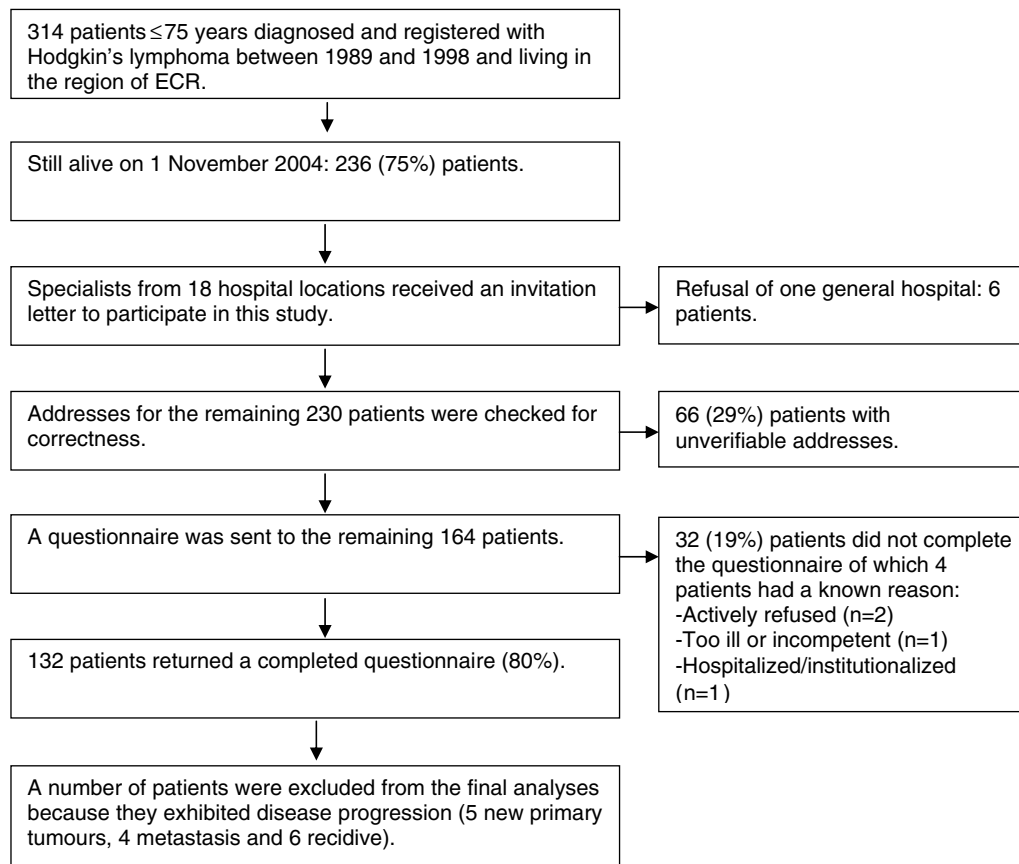 314 patients ≤75 years diagnosed and registered with
Hodgkin's lymphoma between 1989 and 1998 and living in
the region of ECR.
Still alive on 1 November 2004: 236 (75%) patients.
Specialists from 18 hospital locations received an invitation
letter to participate in this study.
Refusal of one general hospital: 6
patients.
Addresses for the remaining 230 patients were checked for
correctness.
66 (29%) patients with
unverifiable addresses.
A questionnaire was sent to the remaining 164 patients.
32 (19%) patients did not complete
the questionnaire of which 4
patients had a known reason:
-Actively refused (n=2)
-Too ill or incompetent (n=1)
-Hospitalized/institutionalized
(n=1)
132 patients returned a completed questionnaire (80%).
A number of patients were excluded from the final analyses
because they exhibited disease progression (5 new primary
tumours, 4 metastasis and 6 recidive).